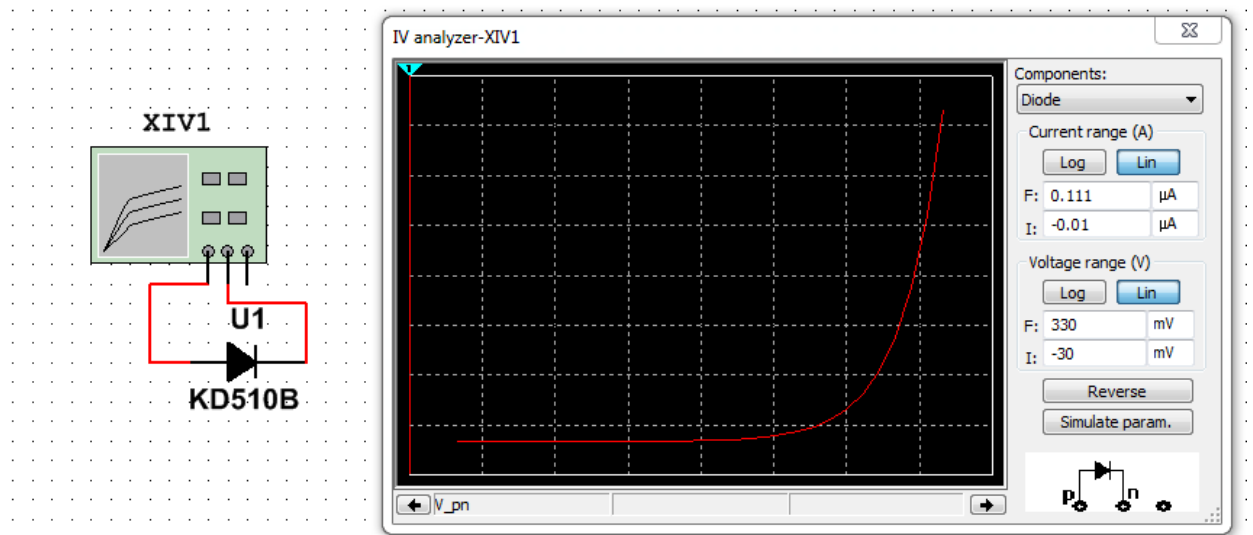 XIV1
U1
KD510B
IV analyzer-XIV1
1
V_pn
Components:
Diode
Current range (A)
Log Lin
F: 0.111 µA
I: -0.01 µA
Voltage range (V)
Log Lin
F: 330 mV
I: -30 mV
Reverse
Simulate param.
p n